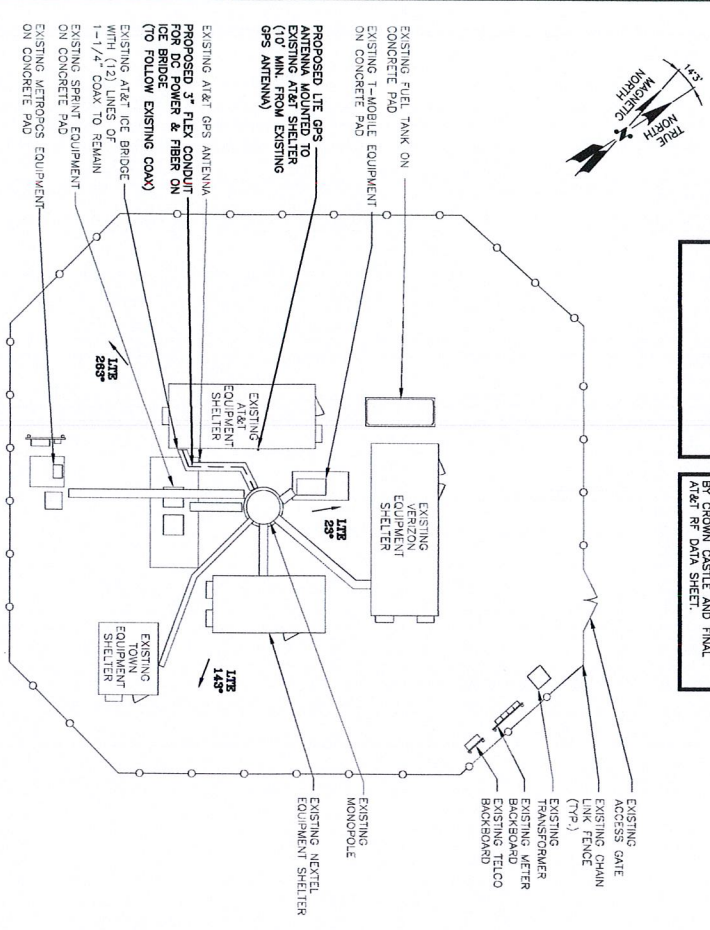 BY CROWN CASTLE AND FINAL
AT&T RF DATA SHEET.
14'3'
TRUE
NORTH
MAGNETIC
NORTH
N
EXISTING FUEL TANK ON
CONCRETE PAD
EXISTING T-MOBILE EQUIPMENT
ON CONCRETE PAD
PROPOSED LTE GPS
ANTENNA MOUNTED TO
EXISTING AT&T SHELTER
(10' MIN. FROM EXISTING
GPS ANTENNA)
EXISTING AT&T GPS ANTENNA
PROPOSED 3" FLEX CONDUIT
FOR DC POWER & FIBER ON
ICE BRIDGE
(TO FOLLOW EXISTING COAX)
EXISTING AT&T ICE BRIDGE
WITH (12) LINES OF
1-1/4" COAX TO REMAIN
EXISTING SPRINT EQUIPMENT
ON CONCRETE PAD
EXISTING METROPCS EQUIPMENT
ON CONCRETE PAD
LTE
263°
EXISTING
AT&T
EQUIPMENT
SHELTER
LTE
23°
EXISTING
VERIZON
EQUIPMENT
SHELTER
EXISTING
TOWN
EQUIPMENT
SHELTER
LTE
143°
EXISTING
ACCESS GATE
EXISTING CHAIN
LINK FENCE
(TYP.)
EXISTING
TRANSFORMER
EXISTING METER
BACKBOARD
EXISTING TELCO
BACKBOARD
EXISTING
MONOPOLE
EXISTING NEXTEL
EQUIPMENT SHELTER